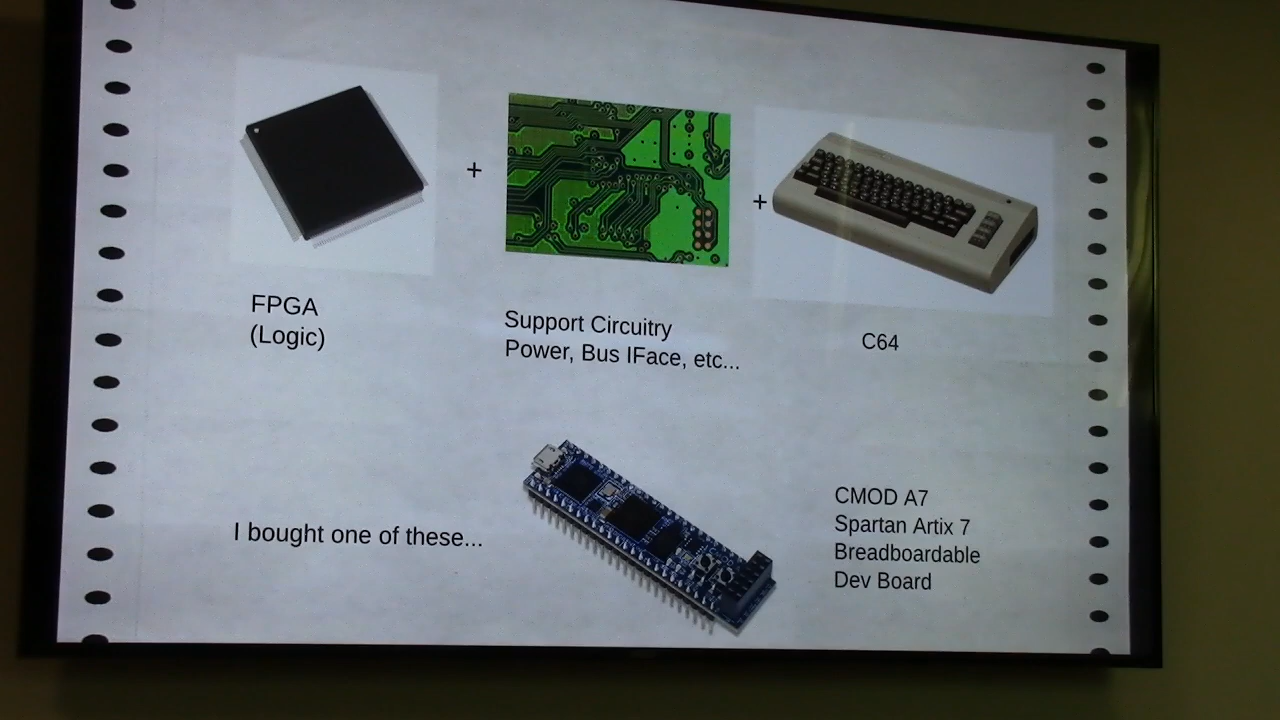 +
+
FPGA
(Logic)
Support Circuitry
Power, Bus IFace, etc...
C64
I bought one of these...
CMOD A7
Spartan Artix 7
Breadboardable
Dev Board